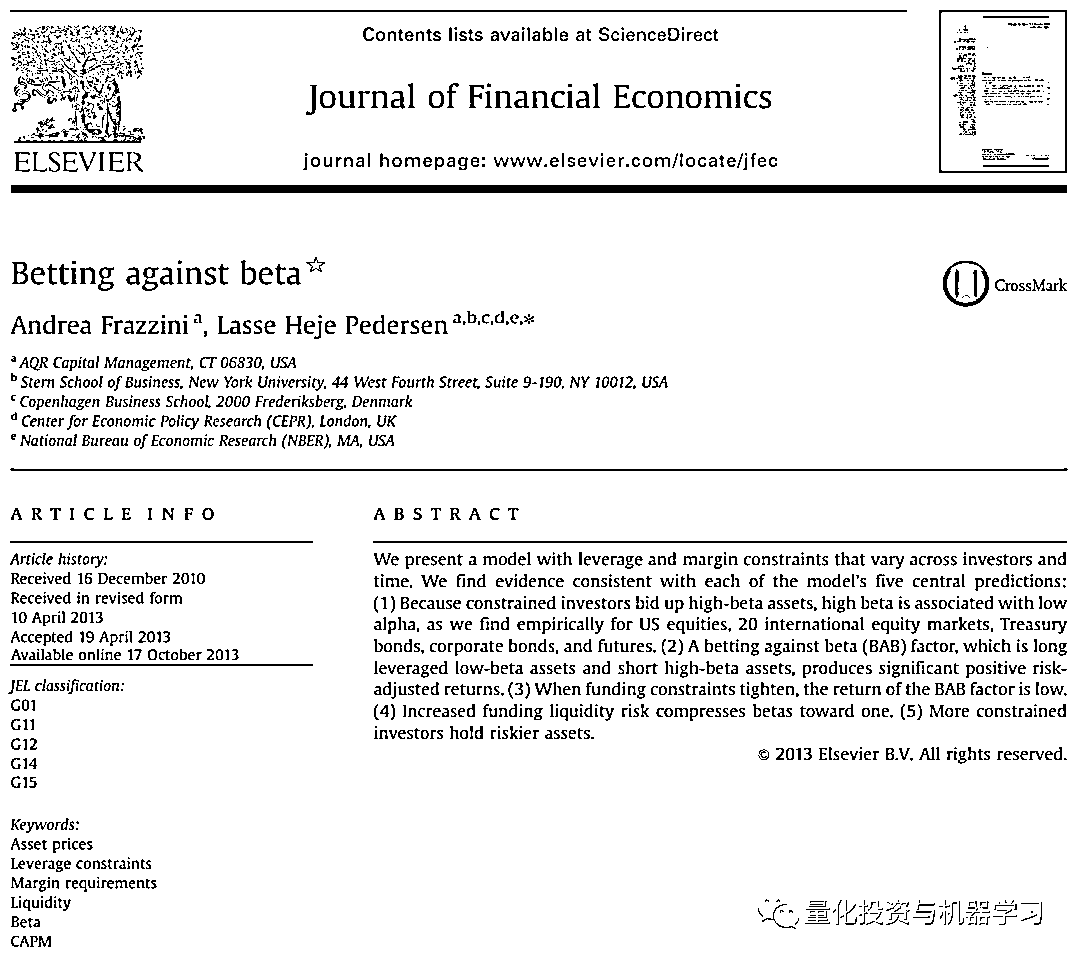 Contents lists available at ScienceDirect
Journal of Financial Economics
journal homepage: www.elsevier.com/locate/jfec
ELSEVIER
Betting against beta☆
CrossMark
Andrea Frazzini a, Lasse Heje Pedersen a,b,c,d,e,*
a AQR Capital Management, CT 06830, USA
b Stern School of Business, New York University, 44 West Fourth Street, Suite 9-190, NY 10012, USA
c Copenhagen Business School, 2000 Frederiksberg, Denmark
d Center for Economic Policy Research (CEPR), London, UK
e National Bureau of Economic Research (NBER), MA, USA
ARTICLE INFO
Article history:
Received 16 December 2010
Received in revised form
10 April 2013
Accepted 19 April 2013
Available online 17 October 2013
JEL classification:
G01
G11
G12
G14
G15
Keywords:
Asset prices
Leverage constraints
Margin requirements
Liquidity
Beta
CAPM
ABSTRACT
We present a model with leverage and margin constraints that vary across investors and
time. We find evidence consistent with each of the model's five central predictions:
(1) Because constrained investors bid up high-beta assets, high beta is associated with low
alpha, as we find empirically for US equities, 20 international equity markets, Treasury
bonds, corporate bonds, and futures. (2) A betting against beta (BAB) factor, which is long
leveraged low-beta assets and short high-beta assets, produces significant positive risk-
adjusted returns. (3) When funding constraints tighten, the return of the BAB factor is low.
(4) Increased funding liquidity risk compresses betas toward one. (5) More constrained
investors hold riskier assets.
© 2013 Elsevier B.V. All rights reserved.
量化投资与机器学习